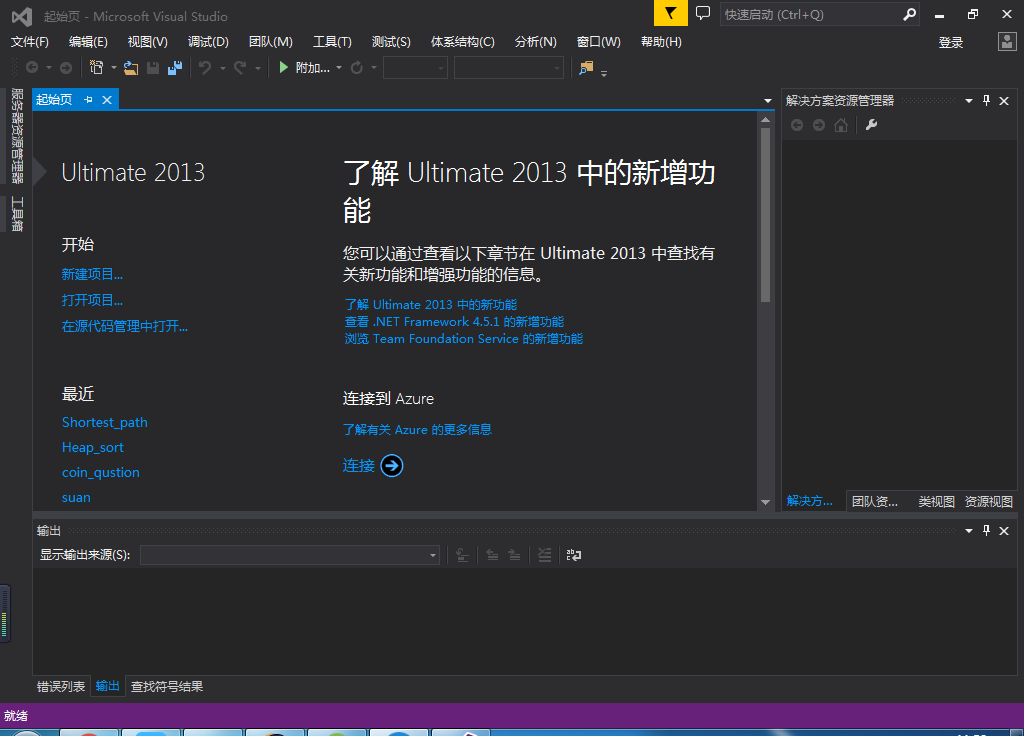 起始页 - Microsoft Visual Studio
快速启动 (Ctrl+Q)
文件(F) 编辑(E) 视图(V) 调试(D) 团队(M) 工具(T) 测试(S) 体系结构(C) 分析(N) 窗口(W) 帮助(H) 登录
附加...
服务器资源管理器
工具箱
起始页
Ultimate 2013
开始
新建项目...
打开项目...
在源代码管理中打开...
最近
Shortest_path
Heap_sort
coin_qustion
suan
了解 Ultimate 2013 中的新增功
能
您可以通过查看以下章节在 Ultimate 2013 中查找有
关新功能和增强功能的信息。
了解 Ultimate 2013 中的新功能
查看 .NET Framework 4.5.1 的新增功能
浏览 Team Foundation Service 的新增功能
连接到 Azure
了解有关 Azure 的更多信息
连接
解决方案资源管理器
解决方... 团队资... 类视图 资源视图
输出
显示输出来源(S):
错误列表 输出 查找符号结果
就绪